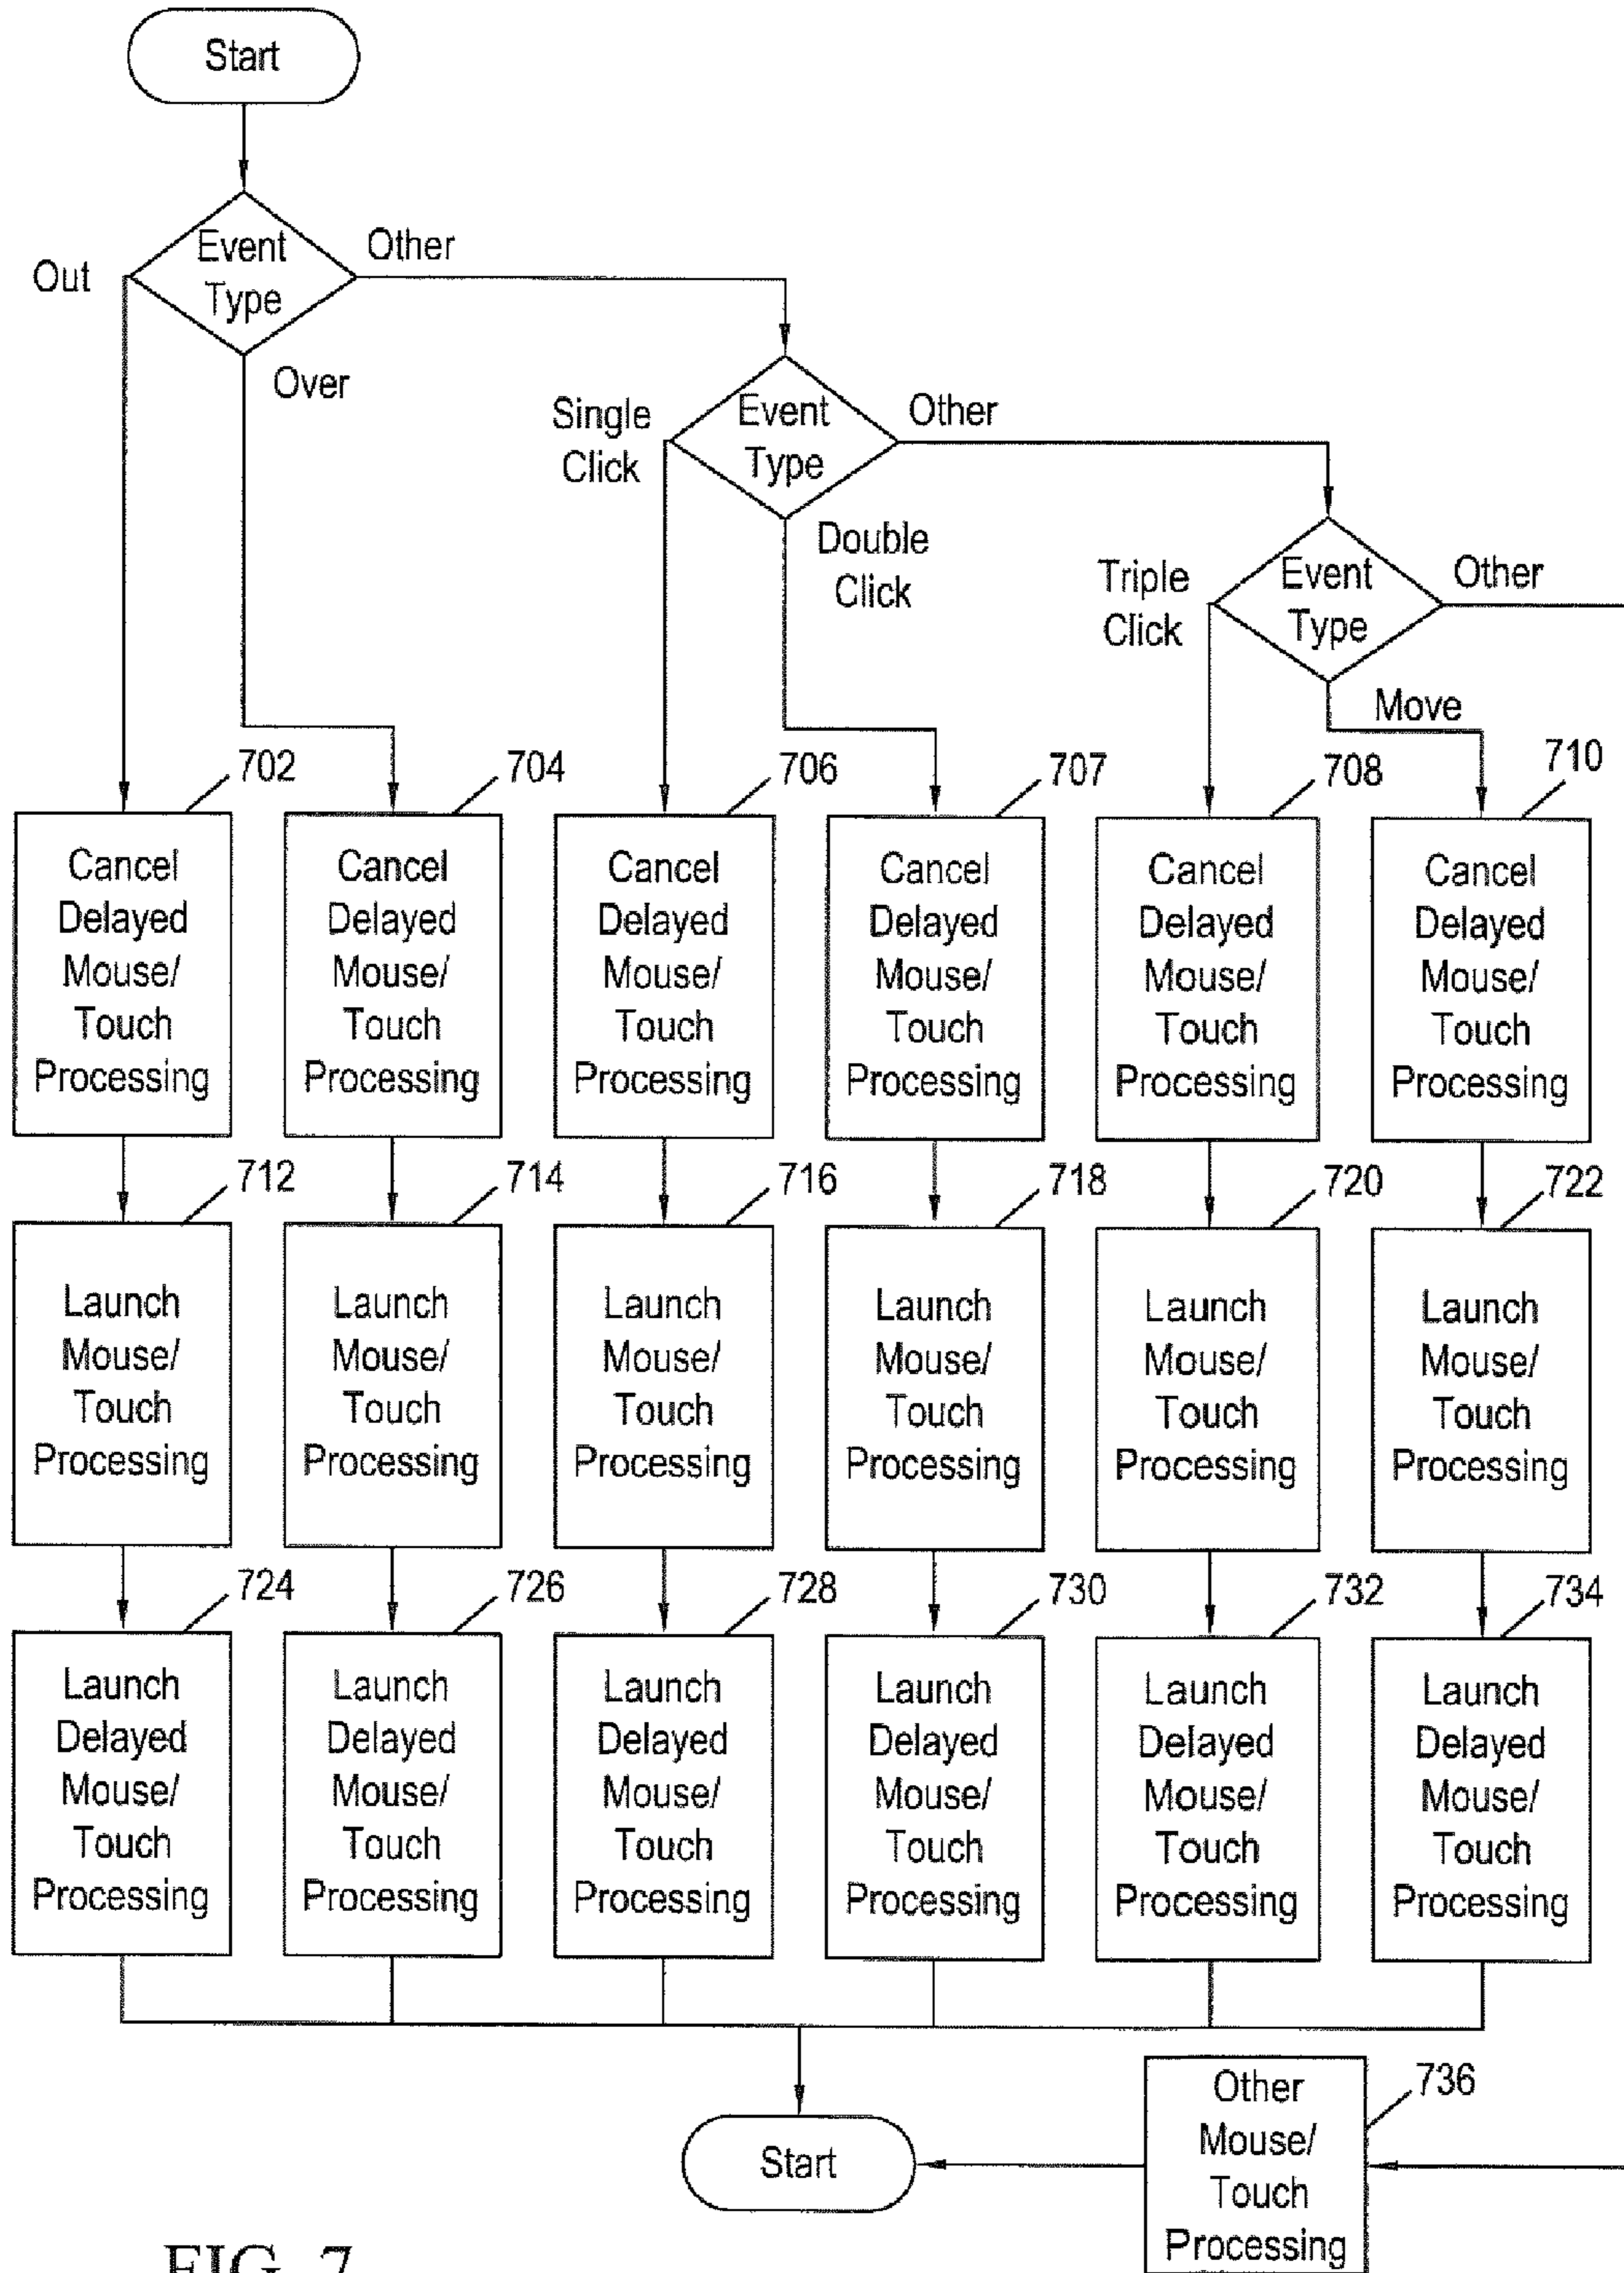 Start
Event
Type
Out
Other
Over
Event
Type
Single
Click
Other
Double
Click
Event
Type
Triple
Click
Other
Move
702
704
706
707
708
710
Cancel
Delayed
Mouse/
Touch
Processing
Cancel
Delayed
Mouse/
Touch
Processing
Cancel
Delayed
Mouse/
Touch
Processing
Cancel
Delayed
Mouse/
Touch
Processing
Cancel
Delayed
Mouse/
Touch
Processing
Cancel
Delayed
Mouse/
Touch
Processing
712
714
716
718
720
722
Launch
Mouse/
Touch
Processing
Launch
Mouse/
Touch
Processing
Launch
Mouse/
Touch
Processing
Launch
Mouse/
Touch
Processing
Launch
Mouse/
Touch
Processing
Launch
Mouse/
Touch
Processing
724
726
728
730
732
734
Launch
Delayed
Mouse/
Touch
Processing
Launch
Delayed
Mouse/
Touch
Processing
Launch
Delayed
Mouse/
Touch
Processing
Launch
Delayed
Mouse/
Touch
Processing
Launch
Delayed
Mouse/
Touch
Processing
Launch
Delayed
Mouse/
Touch
Processing
Start
736
Other
Mouse/
Touch
Processing
FIG. 7